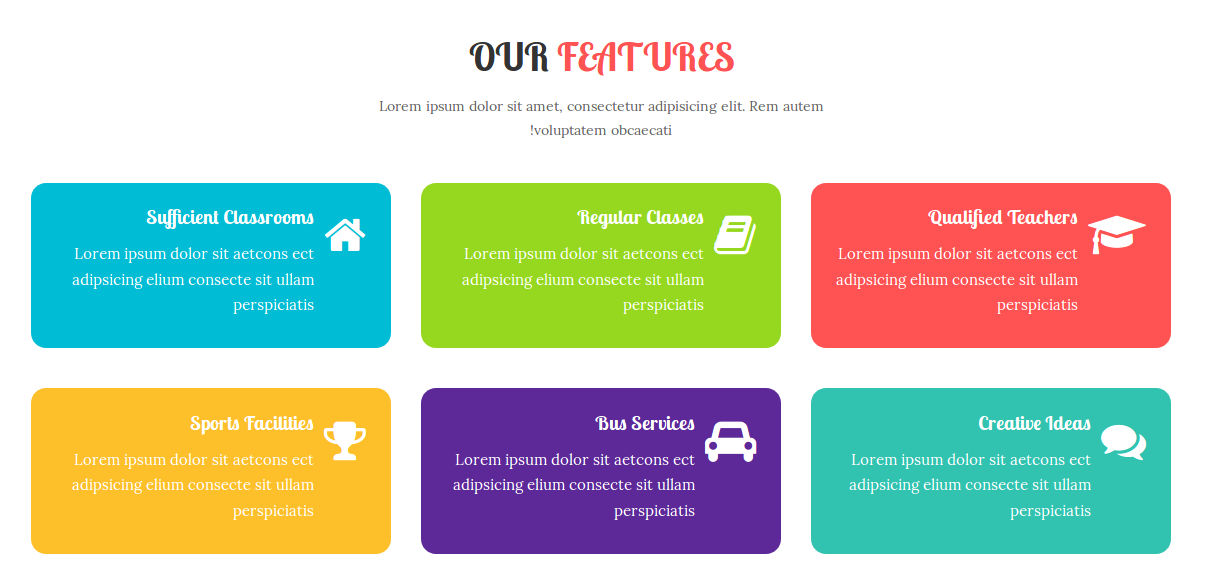 OUR FEATURES
Lorem ipsum dolor sit amet, consectetur adipisicing elit. Rem autem
!voluptatem obcaecati
Sufficient Classrooms
Lorem ipsum dolor sit aetcons ect
adipsicing elium consecte sit ullam
perspiciatis
Regular Classes
Lorem ipsum dolor sit aetcons ect
adipsicing elium consecte sit ullam
perspiciatis
Qualified Teachers
Lorem ipsum dolor sit aetcons ect
adipsicing elium consecte sit ullam
perspiciatis
Sports Facilities
Lorem ipsum dolor sit aetcons ect
adipsicing elium consecte sit ullam
perspiciatis
Bus Services
Lorem ipsum dolor sit aetcons ect
adipsicing elium consecte sit ullam
perspiciatis
Creative Ideas
Lorem ipsum dolor sit aetcons ect
adipsicing elium consecte sit ullam
perspiciatis